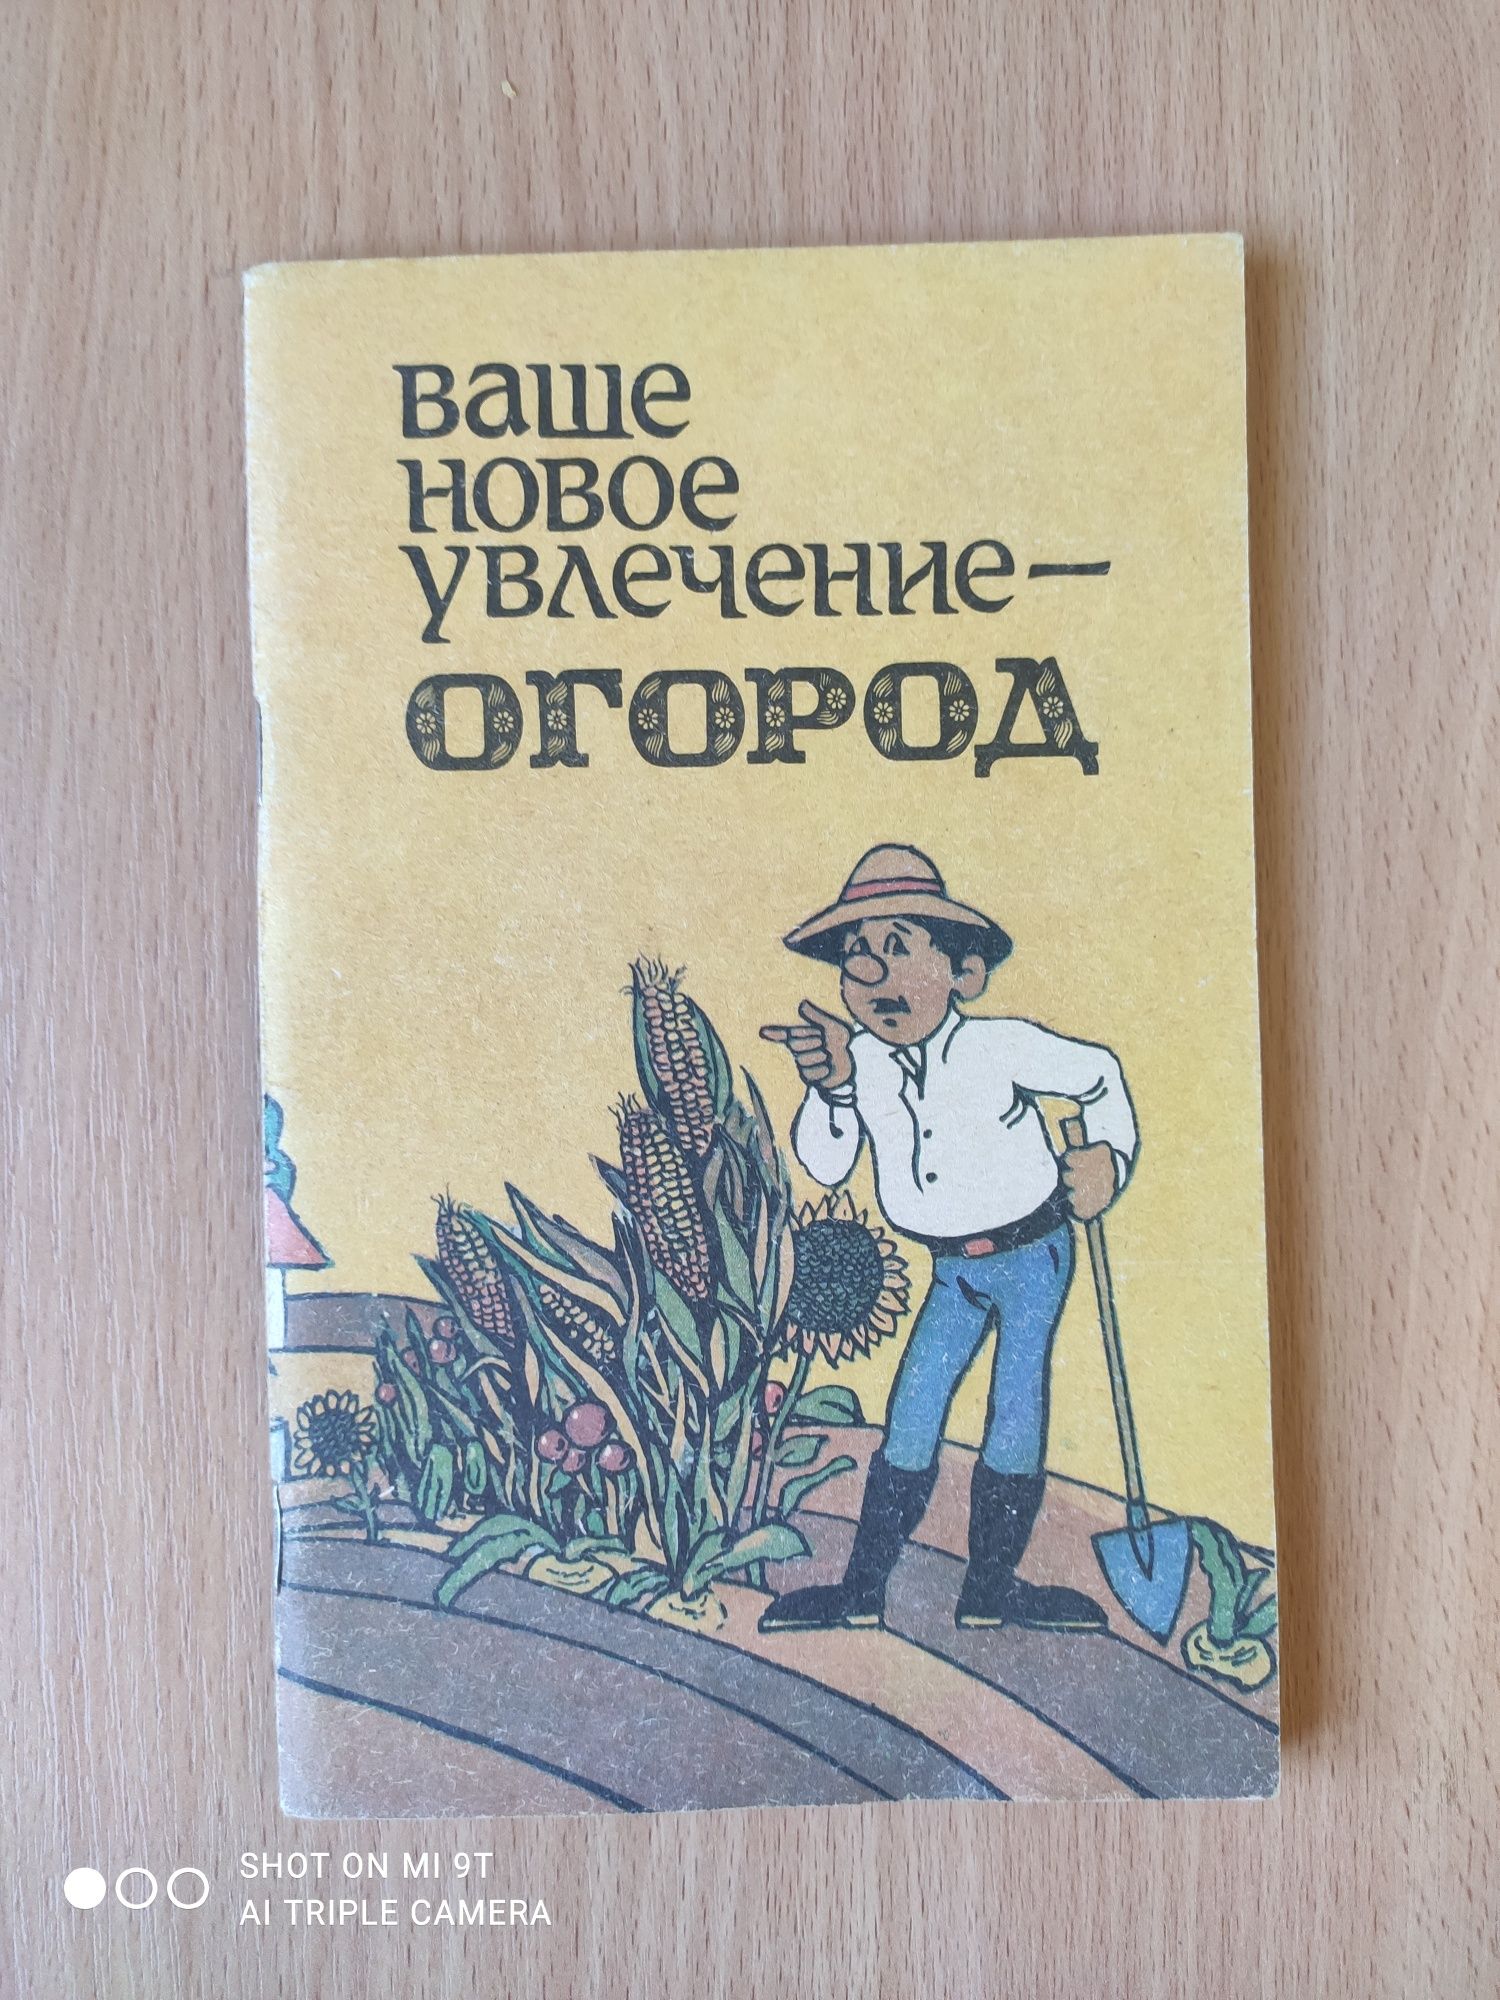 ваше
новое
увлечение—
ОГОРОД
SHOT ON MI 9T
AI TRIPLE CAMERA